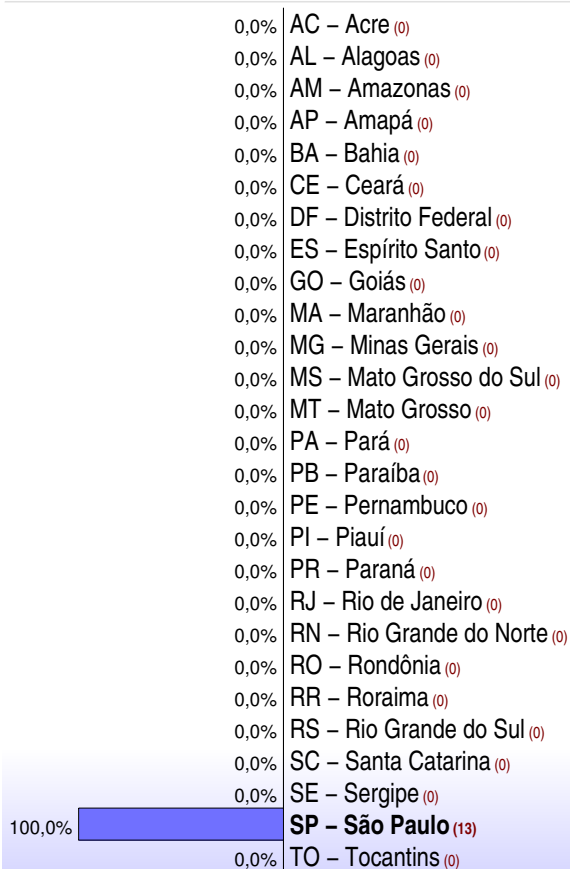 0,0% AC – Acre (0)
0,0% AL – Alagoas (0)
0,0% AM – Amazonas (0)
0,0% AP – Amapá (0)
0,0% BA – Bahia (0)
0,0% CE – Ceará (0)
0,0% DF – Distrito Federal (0)
0,0% ES – Espírito Santo (0)
0,0% GO – Goiás (0)
0,0% MA – Maranhão (0)
0,0% MG – Minas Gerais (0)
0,0% MS – Mato Grosso do Sul (0)
0,0% MT – Mato Grosso (0)
0,0% PA – Pará (0)
0,0% PB – Paraíba (0)
0,0% PE – Pernambuco (0)
0,0% PI – Piauí (0)
0,0% PR – Paraná (0)
0,0% RJ – Rio de Janeiro (0)
0,0% RN – Rio Grande do Norte (0)
0,0% RO – Rondônia (0)
0,0% RR – Roraima (0)
0,0% RS – Rio Grande do Sul (0)
0,0% SC – Santa Catarina (0)
0,0% SE – Sergipe (0)
100,0% SP – São Paulo (13)
0,0% TO – Tocantins (0)